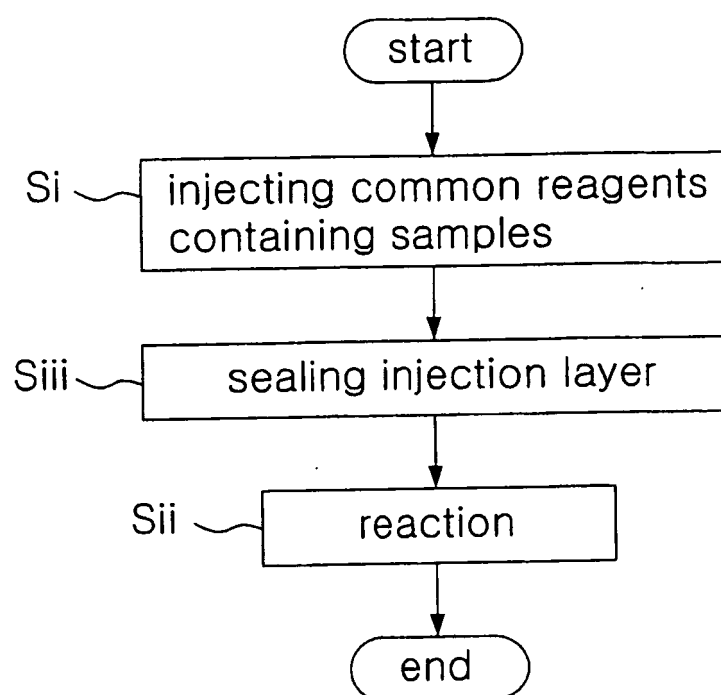 start
Si
injecting common reagents
containing samples
Siii
sealing injection layer
Sii
reaction
end